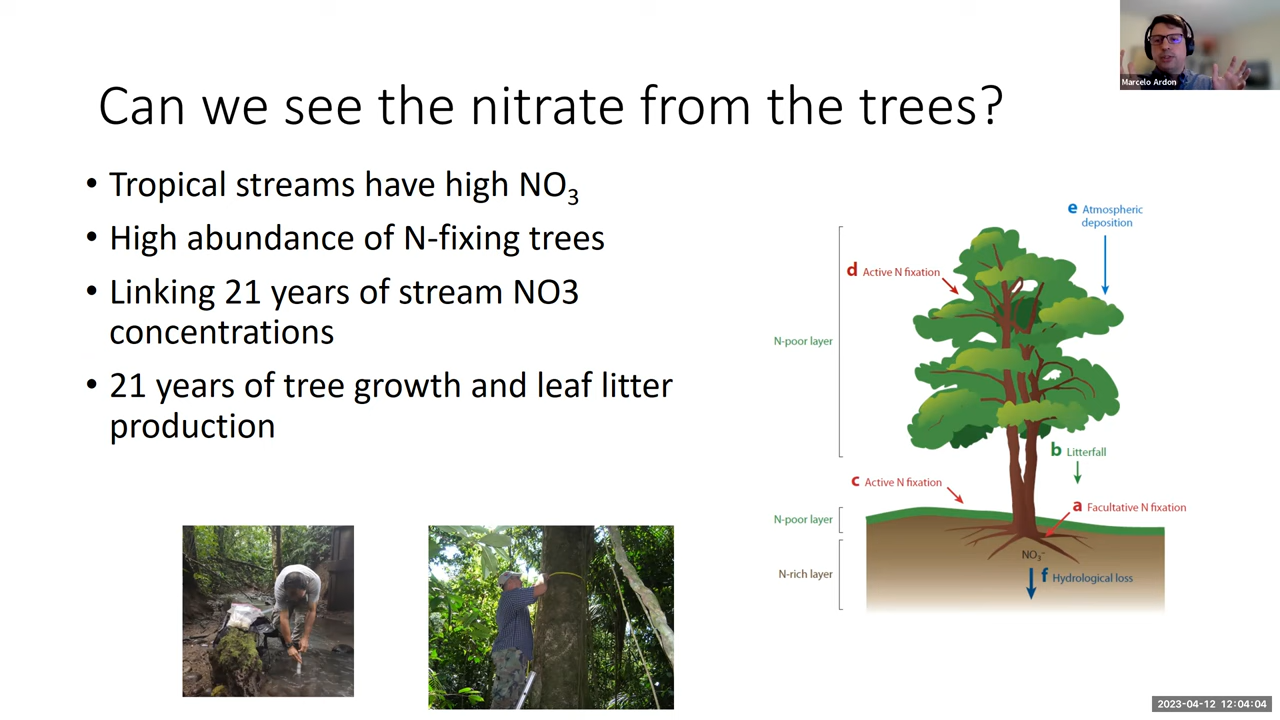 Marcelo Ardon
Can we see the nitrate from the trees?
• Tropical streams have high NO₃
• High abundance of N-fixing trees
• Linking 21 years of stream NO3
concentrations
• 21 years of tree growth and leaf litter
production
e Atmospheric
deposition
d Active N fixation
N-poor layer
b Litterfall
c Active N fixation
a Facultative N fixation
N-poor layer
NO₃⁻
N-rich layer
f Hydrological loss
2023-04-12 12:04:04